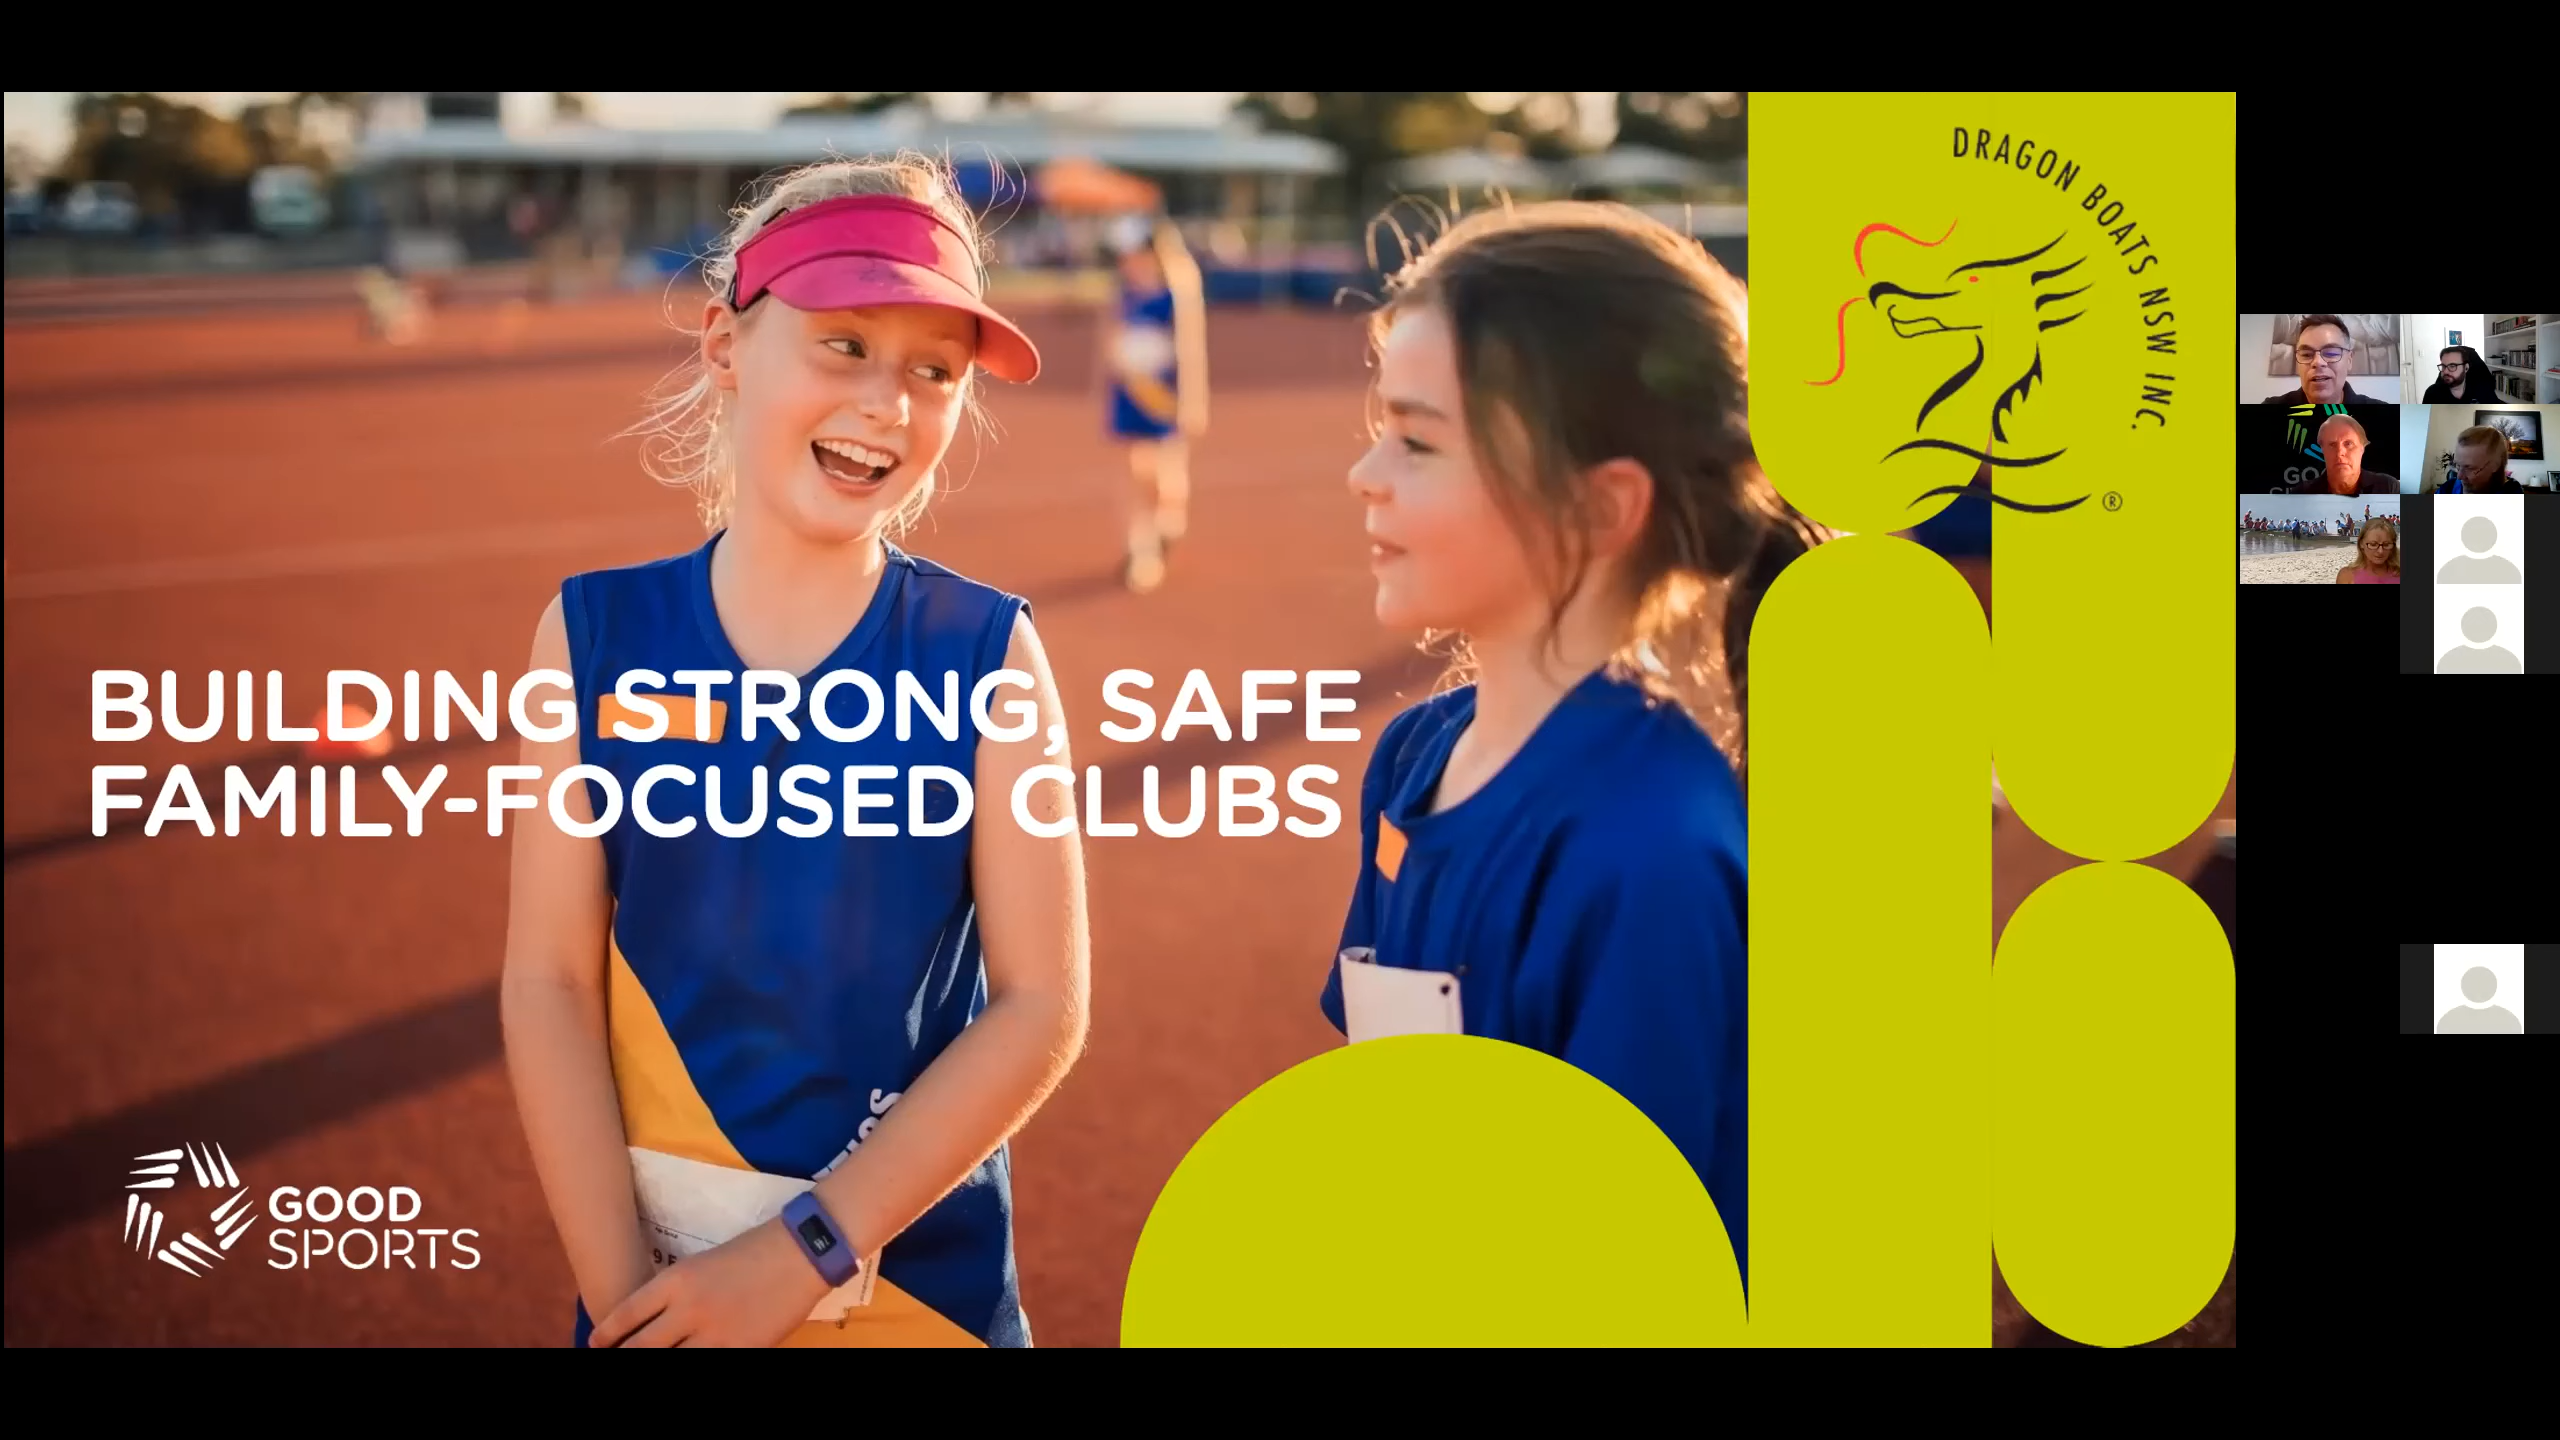 DRAGON BOATS NSW INC.
®
BUILDING STRONG, SAFE
FAMILY-FOCUSED CLUBS
GOOD
SPORTS